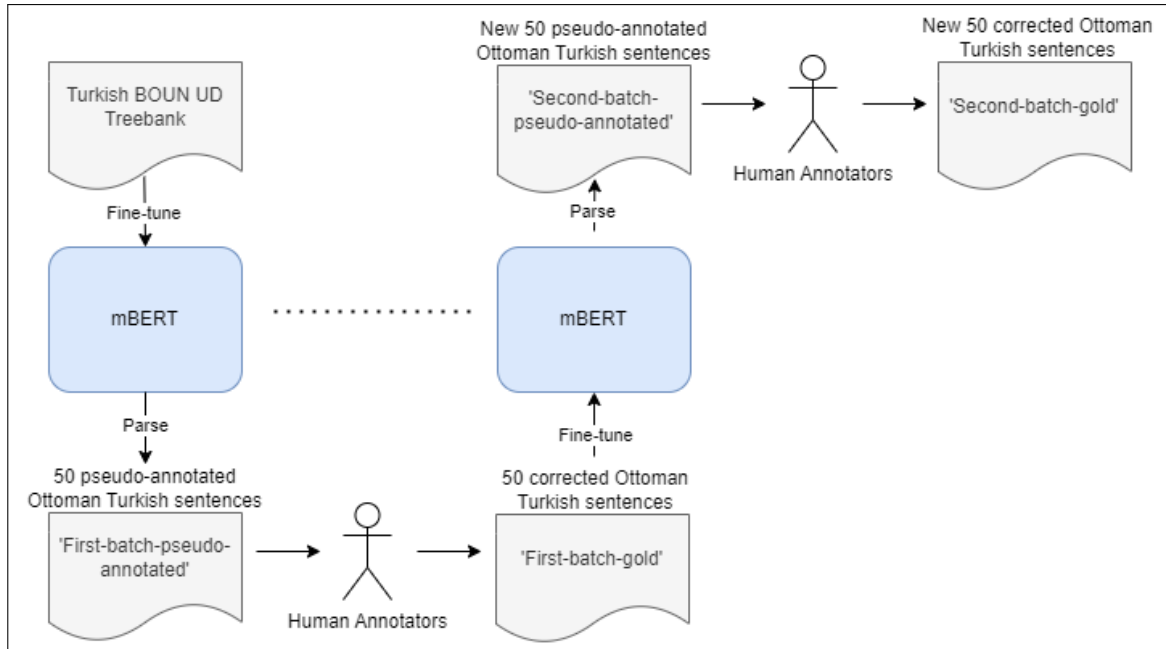 Turkish BOUN UD
Treebank
Fine-tune
mBERT
Parse
50 pseudo-annotated
Ottoman Turkish sentences
'First-batch-pseudo-
annotated'
Human Annotators
50 corrected Ottoman
Turkish sentences
'First-batch-gold'
Fine-tune
mBERT
Parse
New 50 pseudo-annotated
Ottoman Turkish sentences
'Second-batch-
pseudo-annotated'
Human Annotators
New 50 corrected Ottoman
Turkish sentences
'Second-batch-gold'